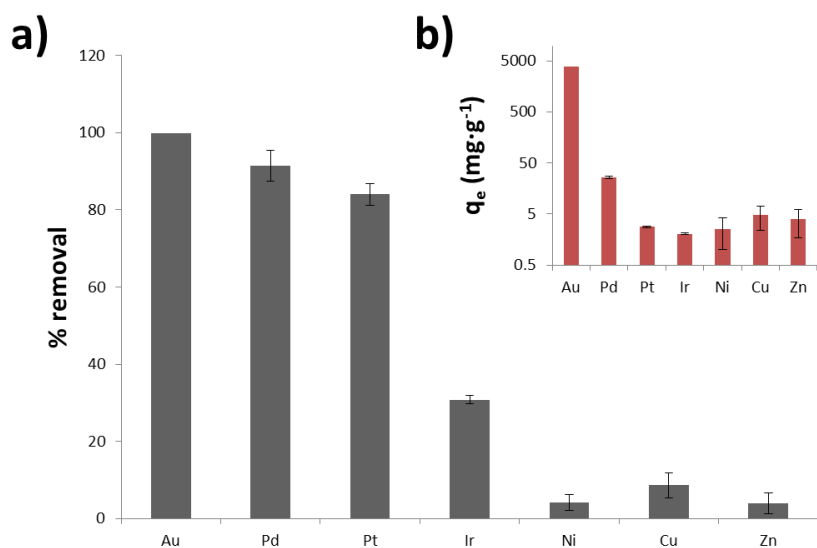 a)
120
100
80
60
40
20
0
% removal
Au Pd Pt Ir Ni Cu Zn
b)
5000
500
50
5
0.5
qₑ (mg·g⁻¹)
Au Pd Pt Ir Ni Cu Zn